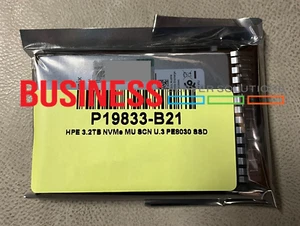 BUSINESS
P19833-B21
HPE 3.2TB NVMe MU SCN U.3 PE8030 SSD